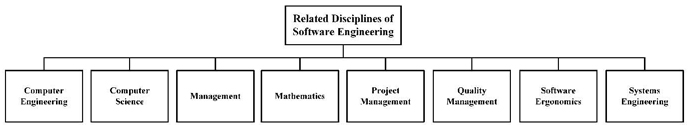 Related Disciplines of
Software Engineering
Computer
Engineering
Computer
Science
Management
Mathematics
Project
Management
Quality
Management
Software
Ergonomics
Systems
Engineering